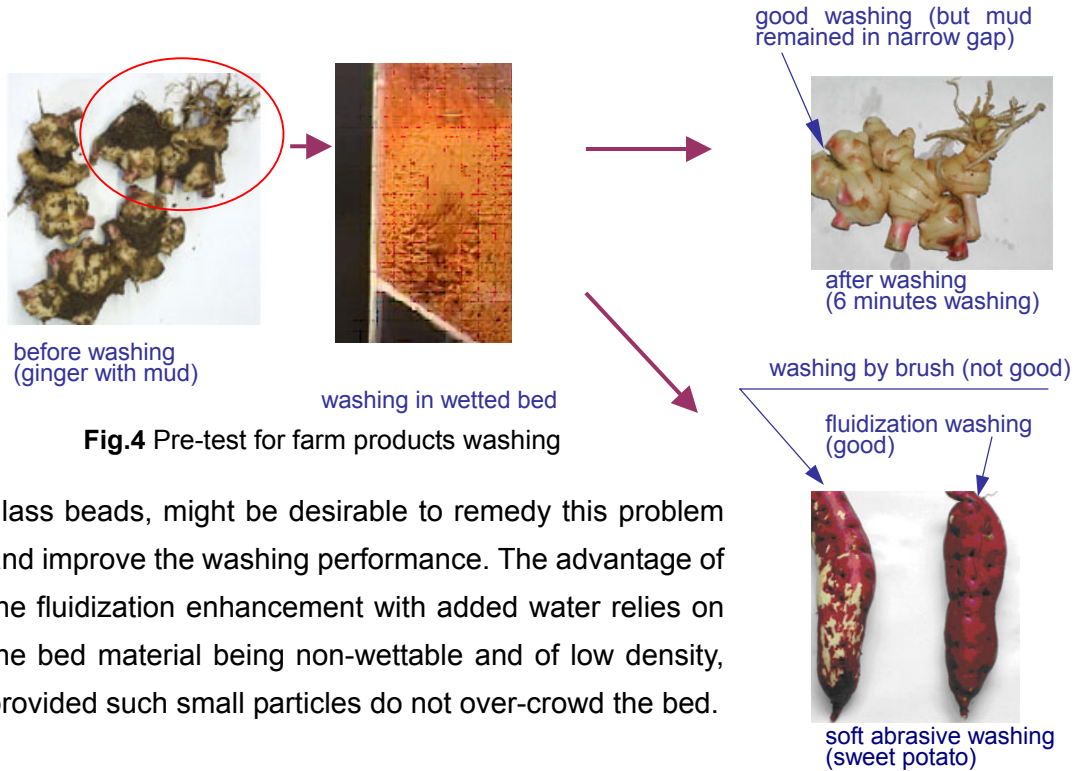 good washing (but mud
remained in narrow gap)
before washing
(ginger with mud)
washing in wetted bed
after washing
(6 minutes washing)
Fig.4 Pre-test for farm products washing
washing by brush (not good)
fluidization washing
(good)
soft abrasive washing
(sweet potato)
lass beads, might be desirable to remedy this problem
nd improve the washing performance. The advantage of
he fluidization enhancement with added water relies on
he bed material being non-wettable and of low density,
rovided such small particles do not over-crowd the bed.